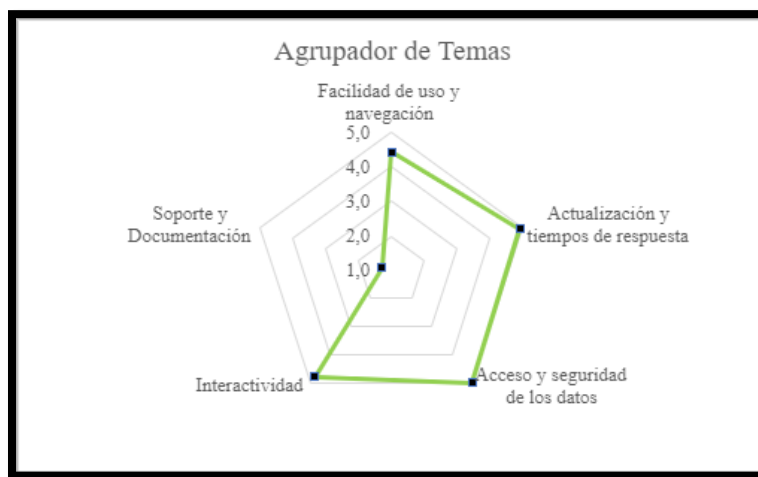 Agrupador de Temas
Facilidad de uso y
navegación
5,0
4,0
3,0
2,0
1,0
Actualización y
tiempos de respuesta
Acceso y seguridad
de los datos
Interactividad
Soporte y
Documentación